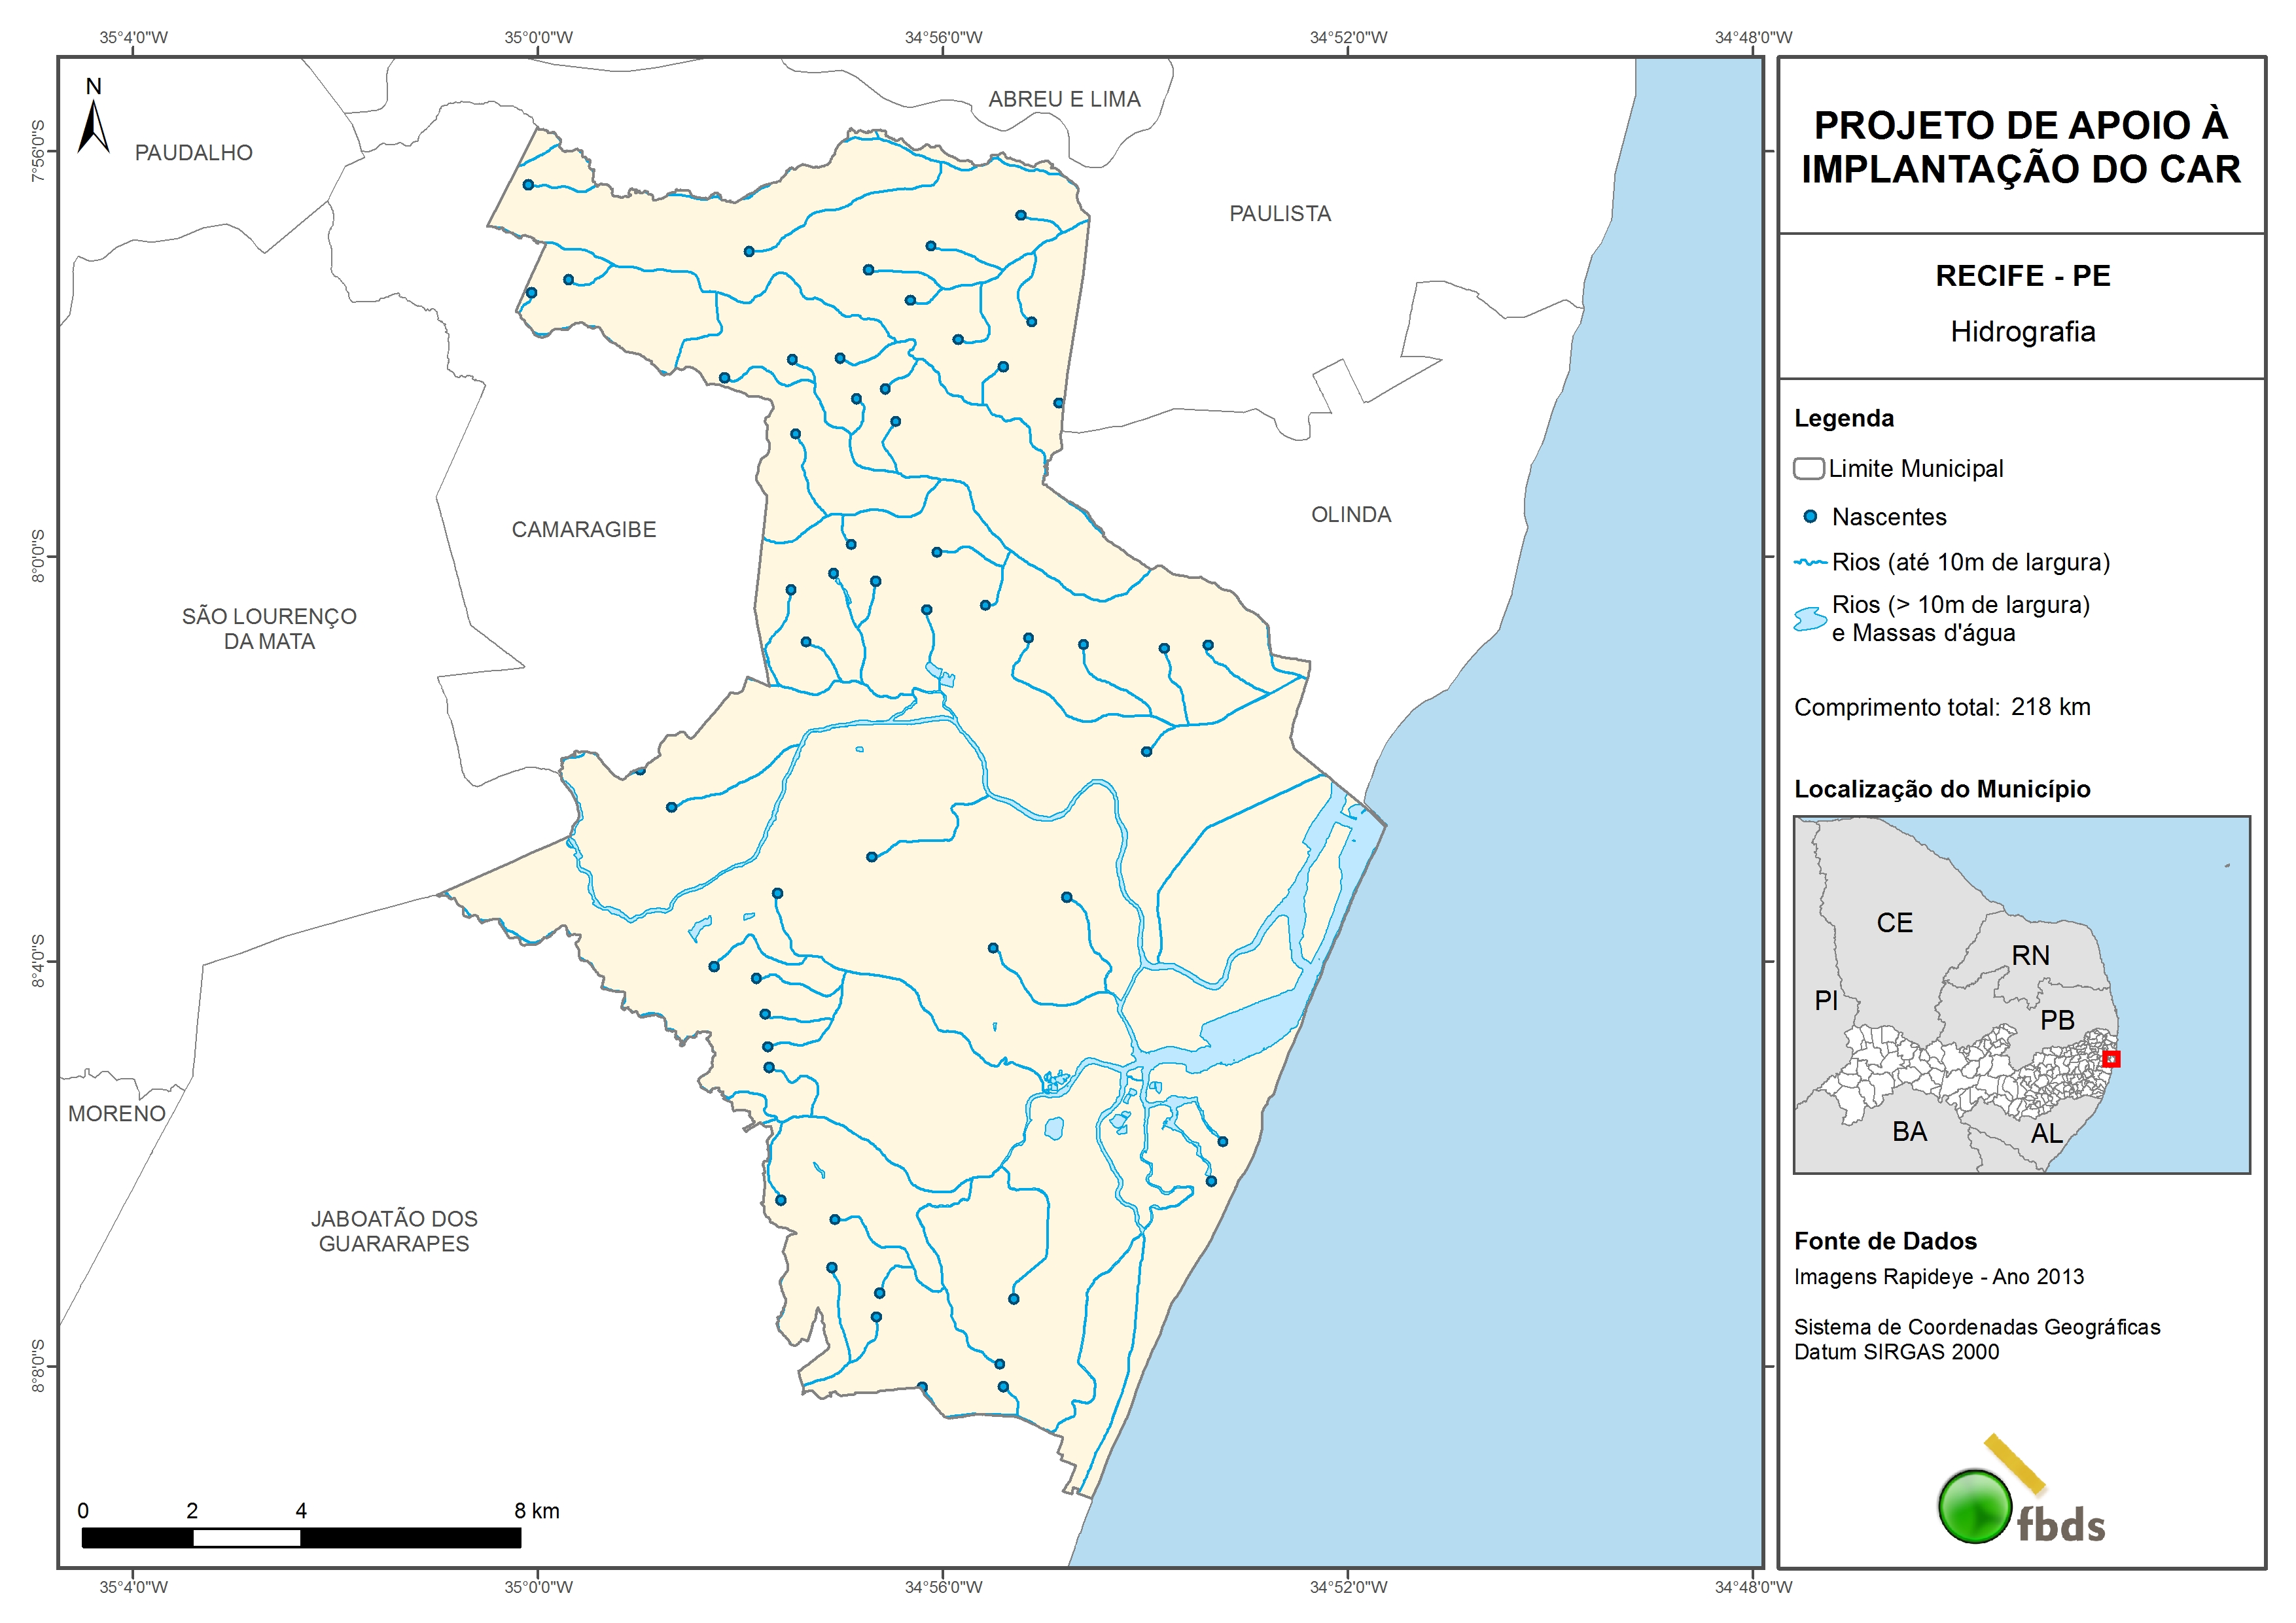 35°4'0"W
35°0'0"W
34°56'0"W
34°52'0"W
34°48'0"W
N
7°56'0"S
8°0'0"S
8°4'0"S
8°8'0"S
ABREU E LIMA
PAUDALHO
PAULISTA
CAMARAGIBE
OLINDA
SÃO LOURENÇO
DA MATA
MORENO
JABOATÃO DOS
GUARARAPES
0 2 4 8 km
35°4'0"W
35°0'0"W
34°56'0"W
34°52'0"W
34°48'0"W
PROJETO DE APOIO À
IMPLANTAÇÃO DO CAR
RECIFE - PE
Hidrografia
Legenda
Limite Municipal
Nascentes
Rios (até 10m de largura)
Rios (> 10m de largura)
e Massas d'água
Comprimento total: 218 km
Localização do Município
CE
RN
PI
PB
BA
AL
Fonte de Dados
Imagens Rapideye - Ano 2013
Sistema de Coordenadas Geográficas
Datum SIRGAS 2000
fbds